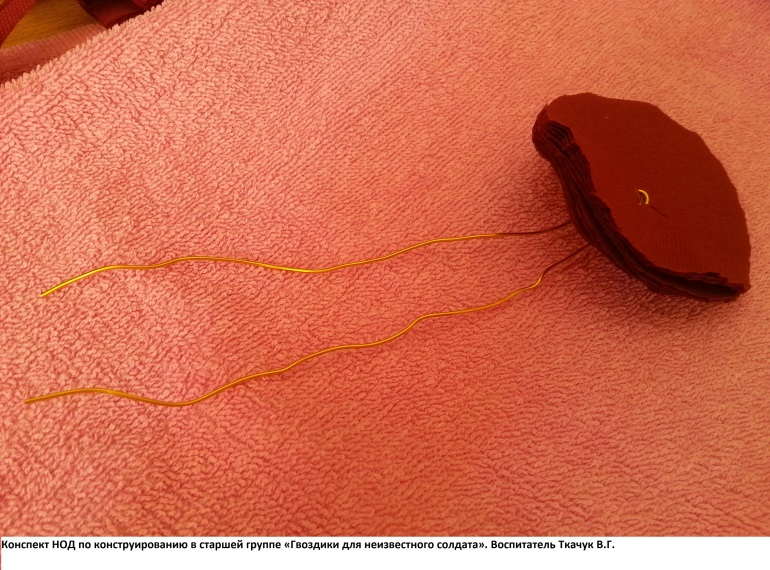 Конспект НОД по конструированию в старшей группе «Гвоздики для неизвестного солдата». Воспитатель Ткачук В.Г.